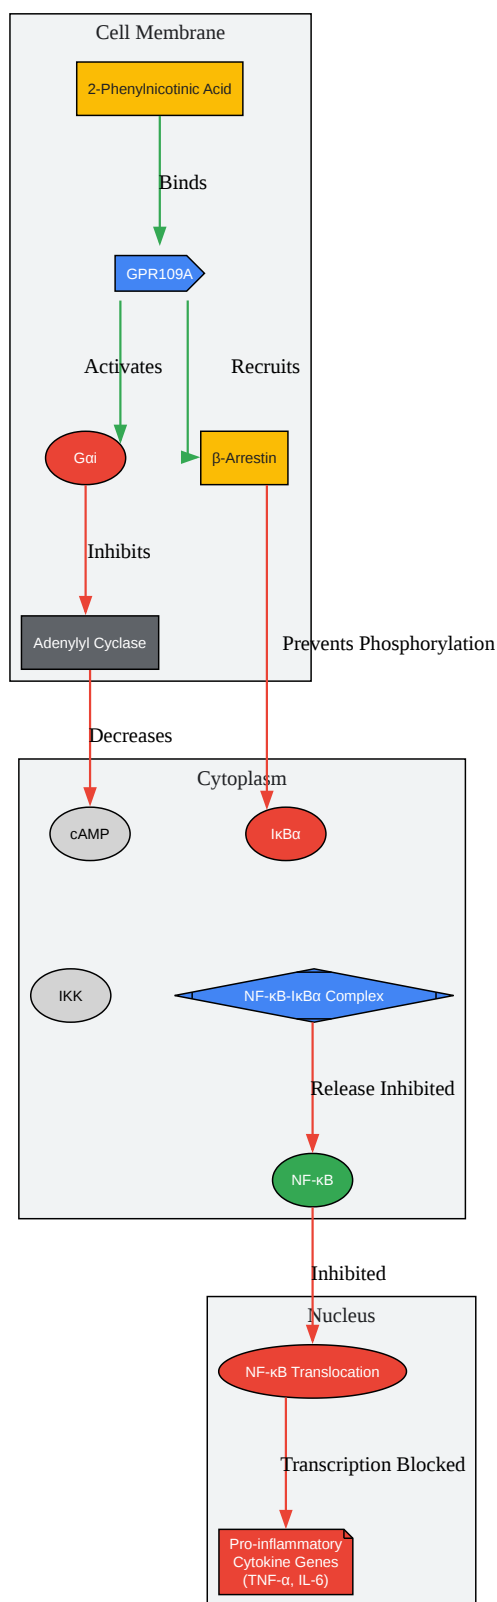 Cell Membrane
2-Phenylnicotinic Acid
Binds
GPR109A
Activates
Recruits
Gαi
β-Arrestin
Inhibits
Adenylyl Cyclase
Prevents Phosphorylation
Decreases
Cytoplasm
cAMP
IκBα
IKK
NF-κB-IκBα Complex
Release Inhibited
NF-κB
Inhibited
Nucleus
NF-κB Translocation
Transcription Blocked
Pro-inflammatory
Cytokine Genes
(TNF-α, IL-6)